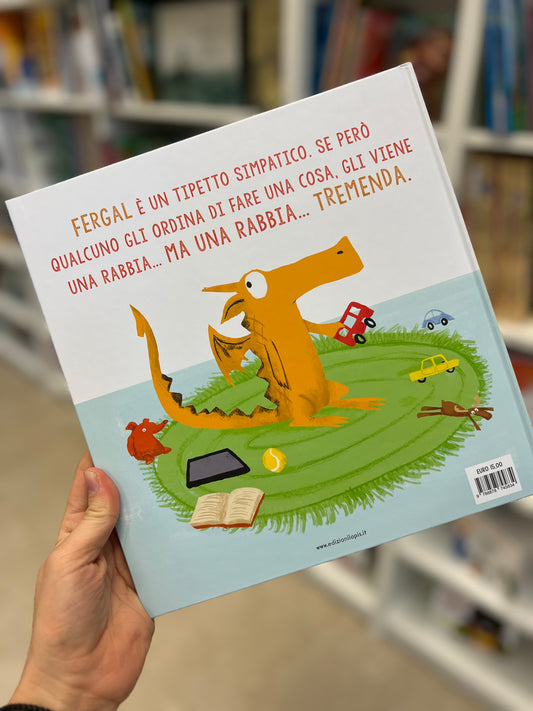 FERGAL È UN TIPETTO SIMPATICO. SE PERÒ
QUALCUNO GLI ORDINA DI FARE UNA COSA, GLI VIENE
UNA RABBIA... MA UNA RABBIA... TREMENDA.
EURO 15,00
www.edizionilapis.it